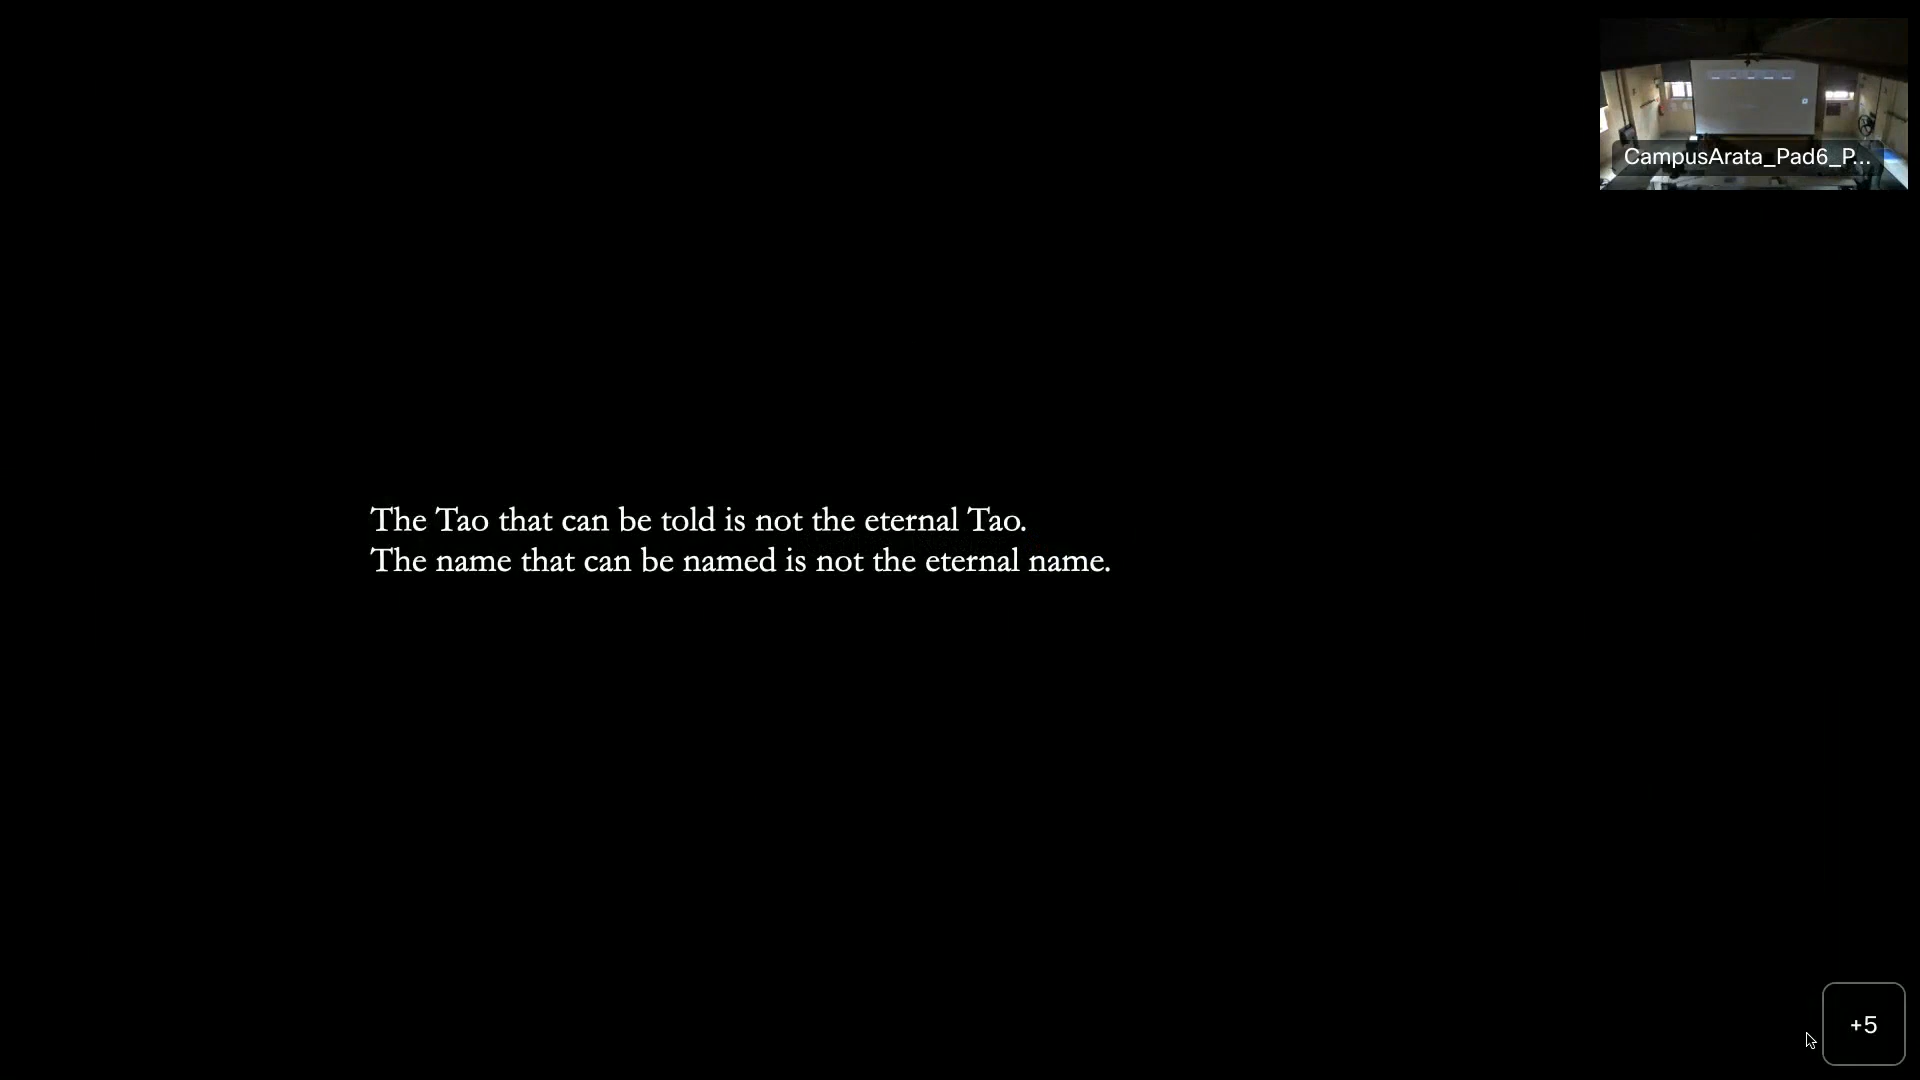 CampusArata_Pad6_P...
The Tao that can be told is not the eternal Tao.
The name that can be named is not the eternal name.
+5